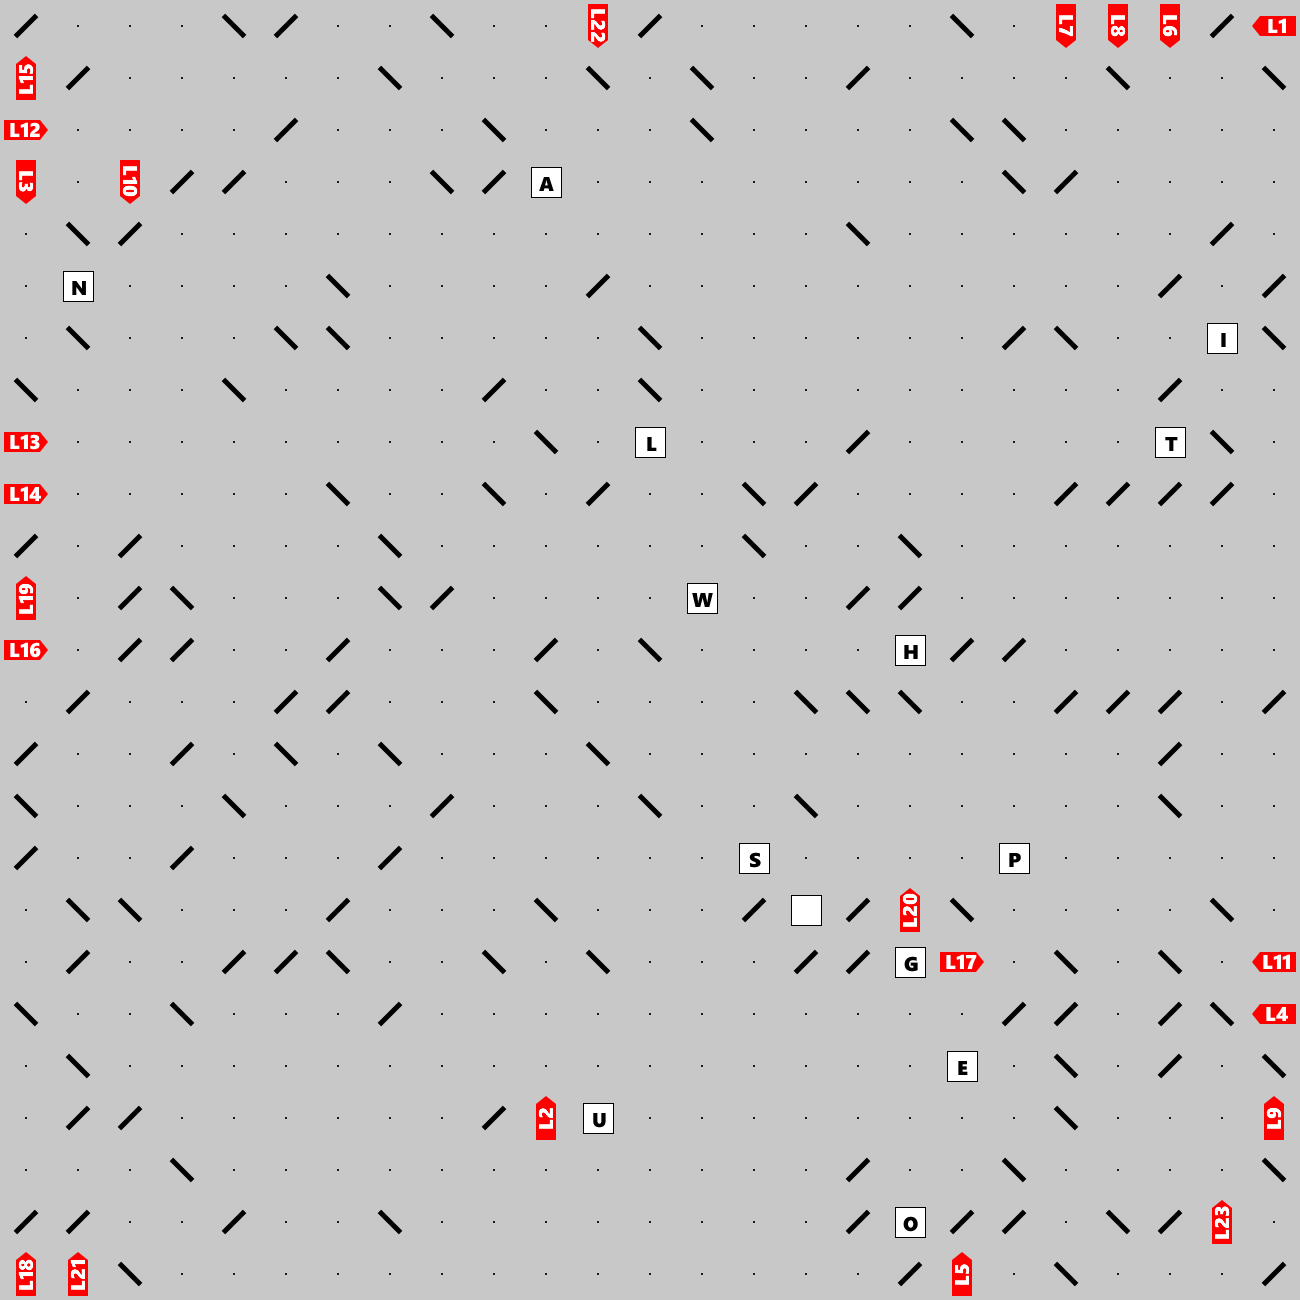 L22 L7 L8 L6 L1
L15
L12
L3 L10 A
N
I
L13 L T
L14
L19 W
L16 H
S P
L20
G L17 L11
L4
E
L2 U L9
O L23
L18 L21 L5